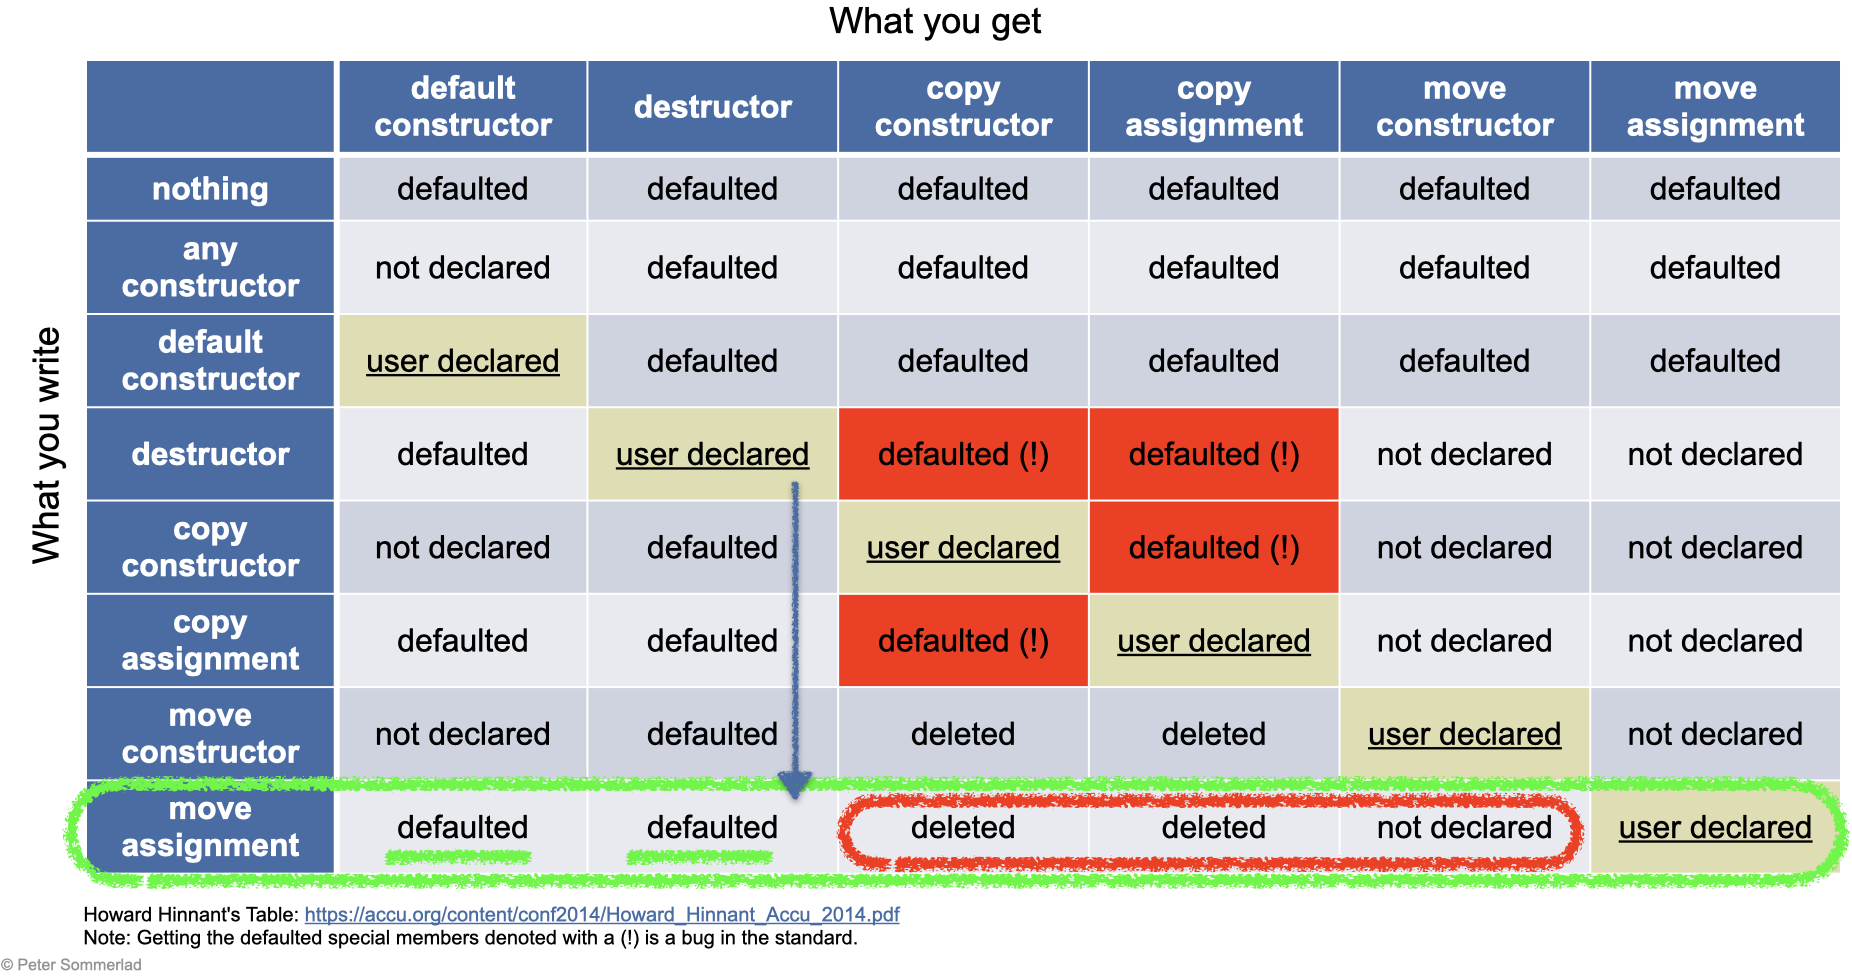 What you get
What you write
default constructor destructor copy constructor copy assignment move constructor move assignment
nothing defaulted defaulted defaulted defaulted defaulted defaulted
any constructor not declared defaulted defaulted defaulted defaulted defaulted
default constructor user declared defaulted defaulted defaulted defaulted defaulted
destructor defaulted user declared defaulted (!) defaulted (!) not declared not declared
copy constructor not declared defaulted user declared defaulted (!) not declared not declared
copy assignment defaulted defaulted defaulted (!) user declared not declared not declared
move constructor not declared defaulted deleted deleted user declared not declared
move assignment defaulted defaulted deleted deleted not declared user declared
Howard Hinnant's Table: https://accu.org/content/conf2014/Howard_Hinnant_Accu_2014.pdf
Note: Getting the defaulted special members denoted with a (!) is a bug in the standard.
© Peter Sommerlad